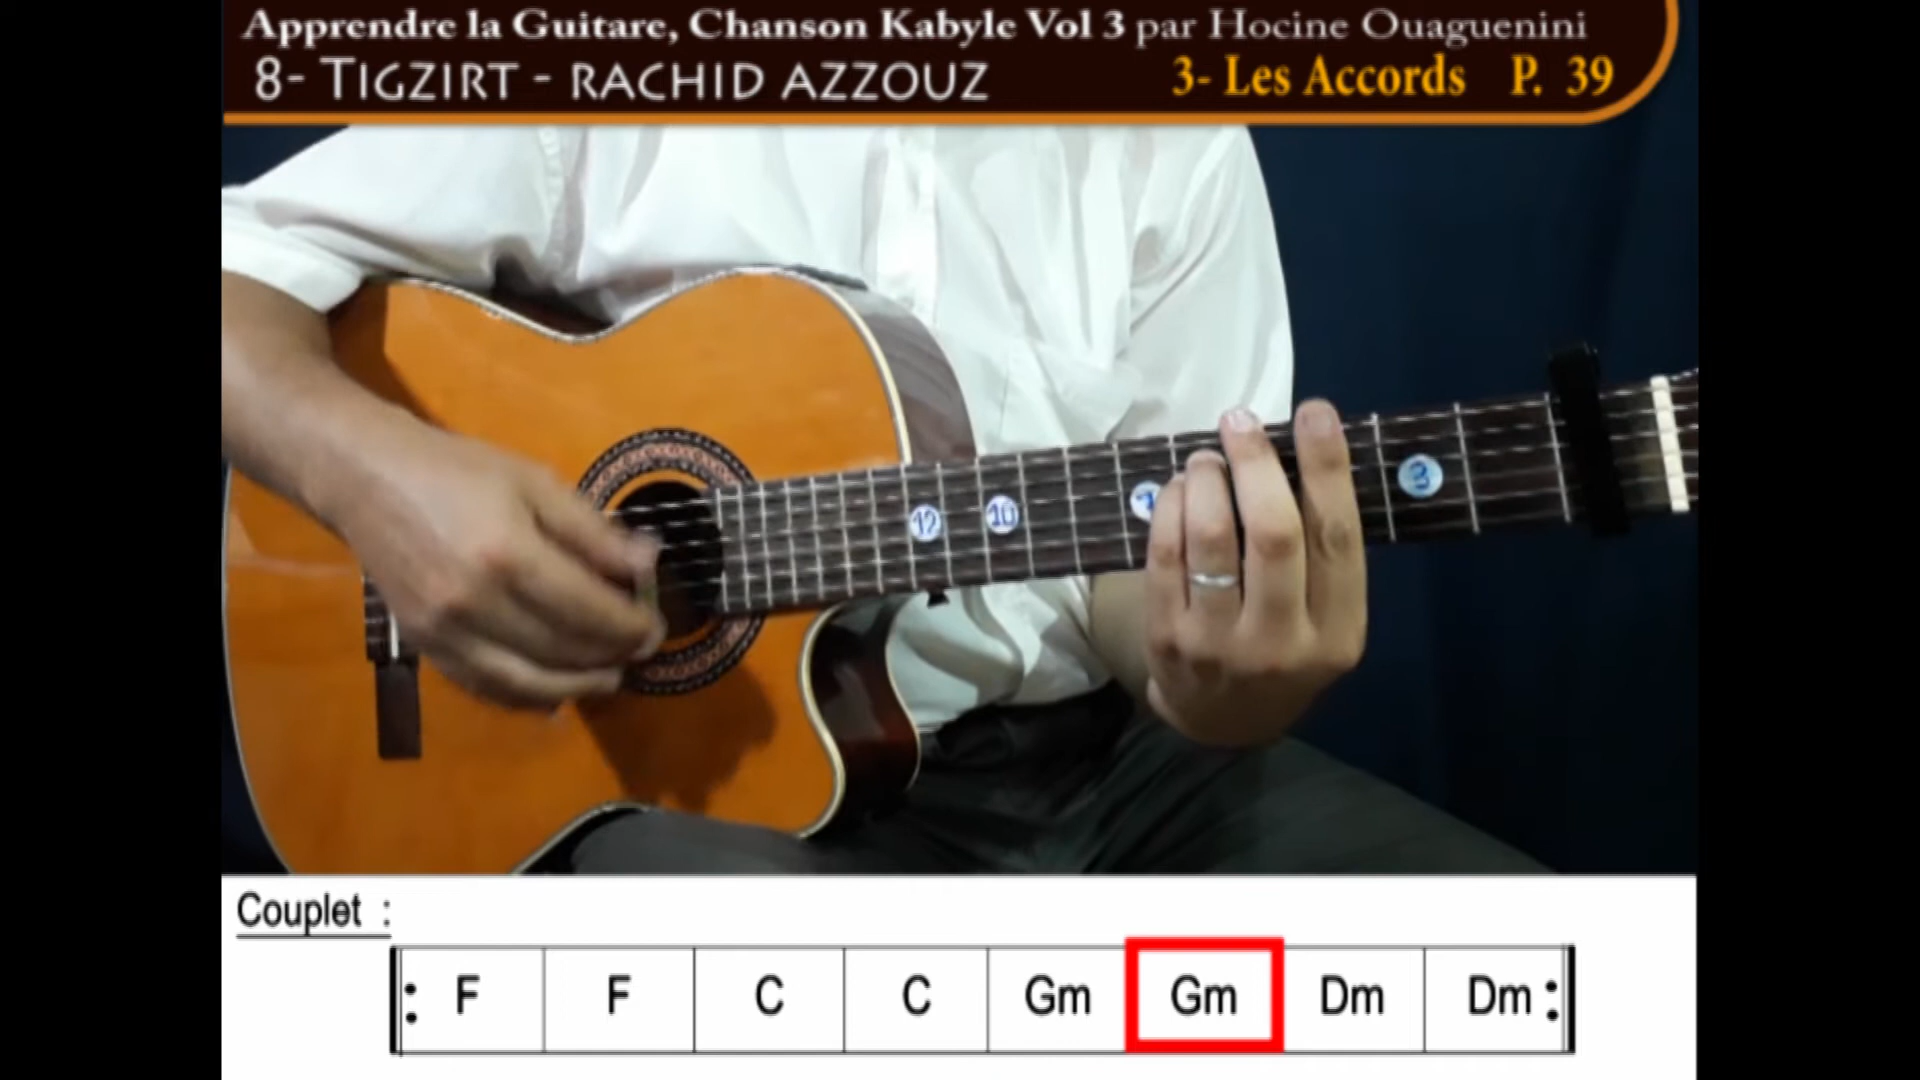 Apprendre la Guitare, Chanson Kabyle Vol 3 par Hocine Ouaguenini
8- TIGZIRT - RACHID AZZOUZ 3- Les Accords P. 39
12 10 7 3
Couplet :
F F C C Gm Gm Dm Dm